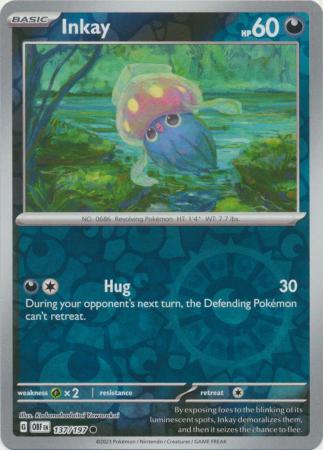 BASIC
Inkay
HP 60
NO. 0686 Revolving Pokémon HT: 1'4" WT: 7.7 lbs.
Hug 30
During your opponent's next turn, the Defending Pokémon
can't retreat.
weakness ×2 resistance retreat
Illus.
G OBF EN 137/197
By exposing foes to the blinking of its
luminescent spots, Inkay demoralizes them,
and then it seizes the chance to flee.
©2023 Pokémon / Nintendo / Creatures / GAME FREAK